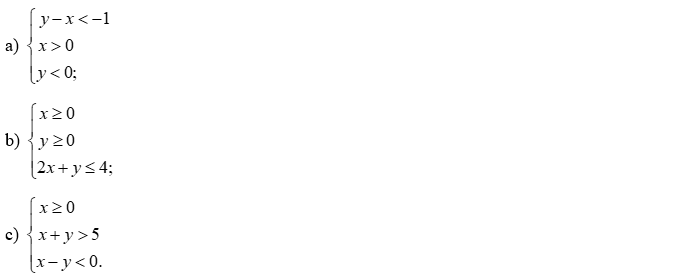 a) { y − x < −1
x > 0
y < 0;
b) { x ≥ 0
y ≥ 0
2x + y ≤ 4;
c) { x ≥ 0
x + y > 5
x − y < 0.